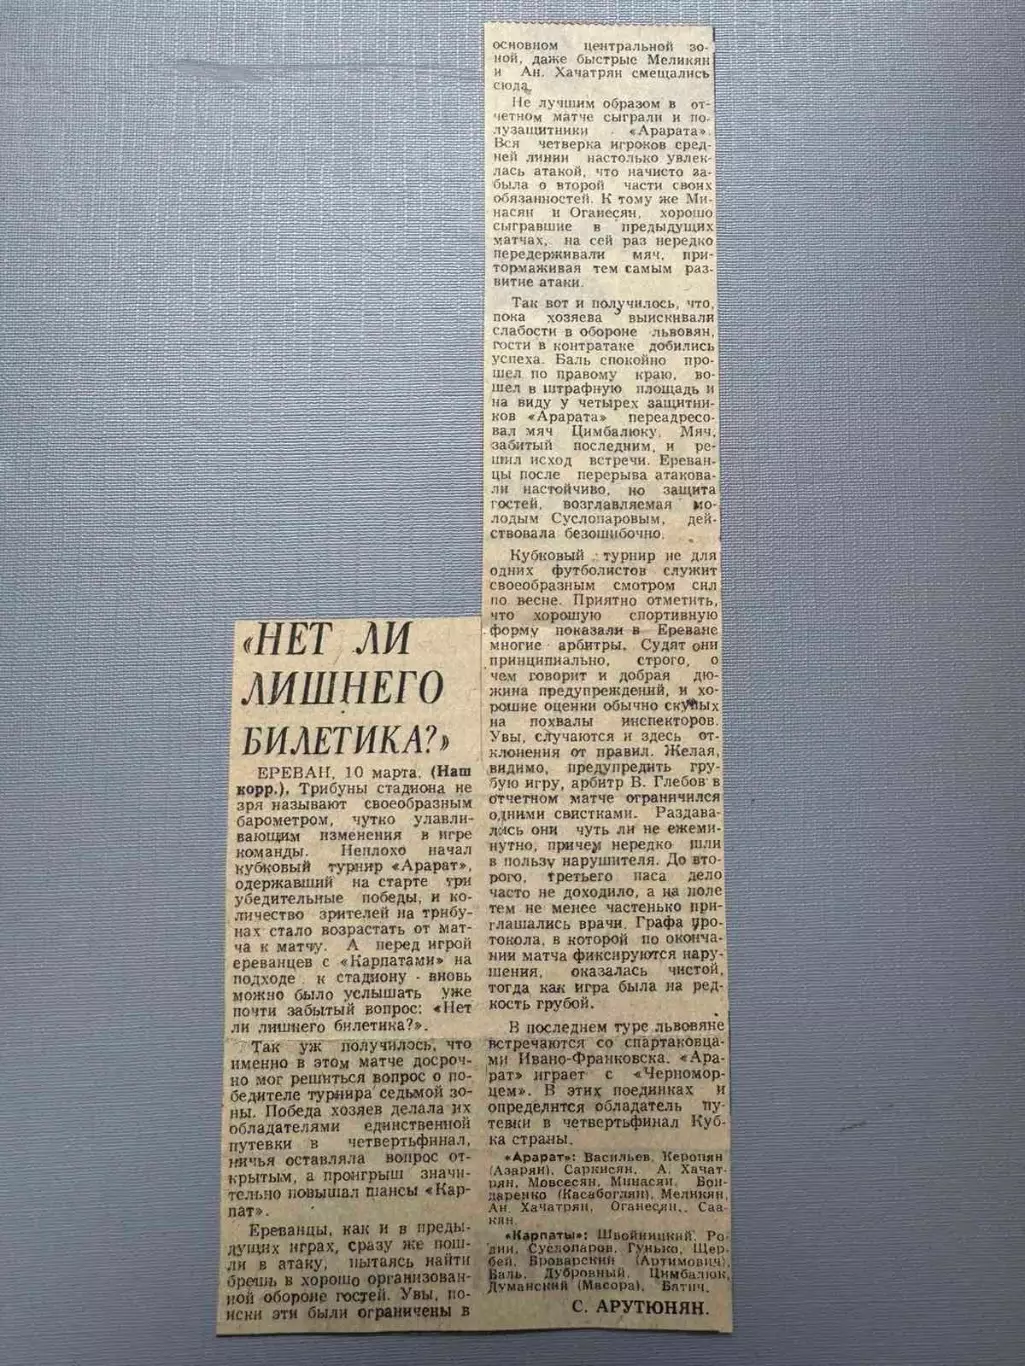 «НЕТ ЛИ
ЛИШНЕГО
БИЛЕТИКА?»
ЕРЕВАН, 10 марта. (Наш
корр.). Трибуны стадиона не
зря называют своеобразным
барометром, чутко улавли-
вающим изменения в игре
команды. Неплохо начал
кубковый турнир «Арарат»,
одержавший на старте три
убедительные победы, и ко-
личество зрителей на трибу-
нах стало возрастать от мат-
ча к матчу. А перед игрой
ереванцев с «Карпатами» на
подходе к стадиону вновь
можно было услышать уже
почти забытый вопрос: «Нет
ли лишнего билетика?».
Так уж получилось, что
именно в этом матче досроч-
но мог решиться вопрос о по-
бедителе турнира седьмой зо-
ны. Победа хозяев делала их
обладателями единственной
путевки в четвертьфинал,
ничья оставляла вопрос от-
крытым, а проигрыш значи-
тельно повышал шансы «Кар-
пат».
Ереванцы, как и в преды-
дущих играх, сразу же пош-
ли в атаку, пытаясь найти
брешь в хорошо организован-
ной обороне гостей. Увы, по-
иски эти были ограничены в
основном центральной зо-
ной, даже быстрые Меликян
и Ан. Хачатрян смещались
сюда.
Не лучшим образом в от-
четном матче сыграли и по-
лузащитники «Арарата».
Вся четверка игроков сред-
ней линии настолько увлек-
лась атакой, что начисто за-
была о второй части своих
обязанностей. К тому же Ми-
насян и Оганесян, хорошо
сыгравшие в предыдущих
матчах, на сей раз нередко
передерживали мяч, при-
тормаживая тем самым раз-
витие атаки.
Так вот и получилось, что,
пока хозяева выискивали
слабости в обороне львовян,
гости в контратаке добились
успеха. Баль спокойно про-
шел по правому краю, во-
шел в штрафную площадь и
на виду у четырех защитни-
ков «Арарата» переадресо-
вал мяч Цимбалюку. Мяч,
забитый последним, и ре-
шил исход встречи. Ереван-
цы после перерыва атакова-
ли настойчиво, но защита
гостей, возглавляемая мо-
лодым Суслопаровым, дей-
ствовала безошибочно.
Кубковый турнир не для
одних футболистов служит
своеобразным смотром сил
по весне. Приятно отметить,
что хорошую спортивную
форму показали в Ереване
многие арбитры. Судят они
принципиально, строго, о
чем говорит и добрая дю-
жина предупреждений, и хо-
рошие оценки обычно скупых
на похвалы инспекторов.
Увы, случаются и здесь от-
клонения от правил. Желая,
видимо, предупредить гру-
бую игру, арбитр В. Глебов в
отчетном матче ограничился
одними свистками. Раздава-
лись они чуть ли не ежеми-
нутно, причем нередко шли
в пользу нарушителя. До вто-
рого, третьего паса дело
часто не доходило, а на поле
тем не менее частенько при-
глашались врачи. Графа про-
токола, в которой по оконча-
нии матча фиксируются нару-
шения, оказалась чистой,
тогда как игра была на ред-
кость грубой.
В последнем туре львовяне
встречаются со спартаковца-
ми Ивано-Франковска. «Ара-
рат» играет с «Черномор-
цем». В этих поединках и
определится обладатель пу-
тевки в четвертьфинал Куб-
ка страны.
«Арарат»: Васильев, Керопян
(Азарян), Саркисян, А. Хачат-
рян, Мовсесян, Минасян, Бон-
даренко (Касабоглян), Меликян,
Ан. Хачатрян, Оганесян, Саа-
кян.
«Карпаты»: Швойницкий, Ро-
дин, Суслопаров, Гунько, Щер-
бей, Броварский (Артимович),
Баль, Дубровный, Цимбалюк,
Думанский (Масора), Батич.
С. АРУТЮНЯН.